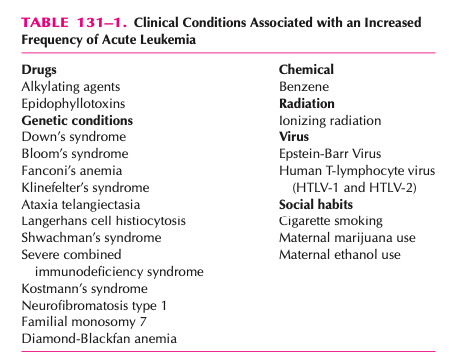 TABLE 131–1. Clinical Conditions Associated with an Increased
Frequency of Acute Leukemia
Drugs
Alkylating agents
Epidophyllotoxins
Genetic conditions
Down's syndrome
Bloom's syndrome
Fanconi's anemia
Klinefelter's syndrome
Ataxia telangiectasia
Langerhans cell histiocytosis
Shwachman's syndrome
Severe combined
immunodeficiency syndrome
Kostmann's syndrome
Neurofibromatosis type 1
Familial monosomy 7
Diamond-Blackfan anemia
Chemical
Benzene
Radiation
Ionizing radiation
Virus
Epstein-Barr Virus
Human T-lymphocyte virus
(HTLV-1 and HTLV-2)
Social habits
Cigarette smoking
Maternal marijuana use
Maternal ethanol use